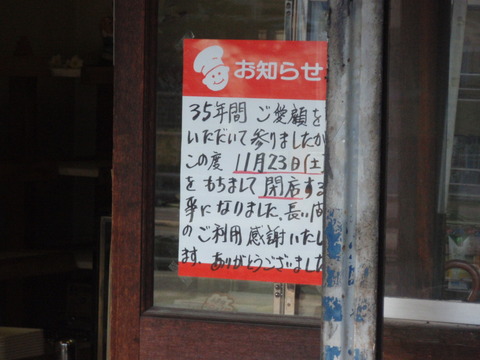 お知らせ
35年間 ご愛顧を
いただいて参りましたが
この度 11月23日(土)
をもちまして閉店する
事になりました、長い間
のご利用感謝いたし
ます、ありがとうございました